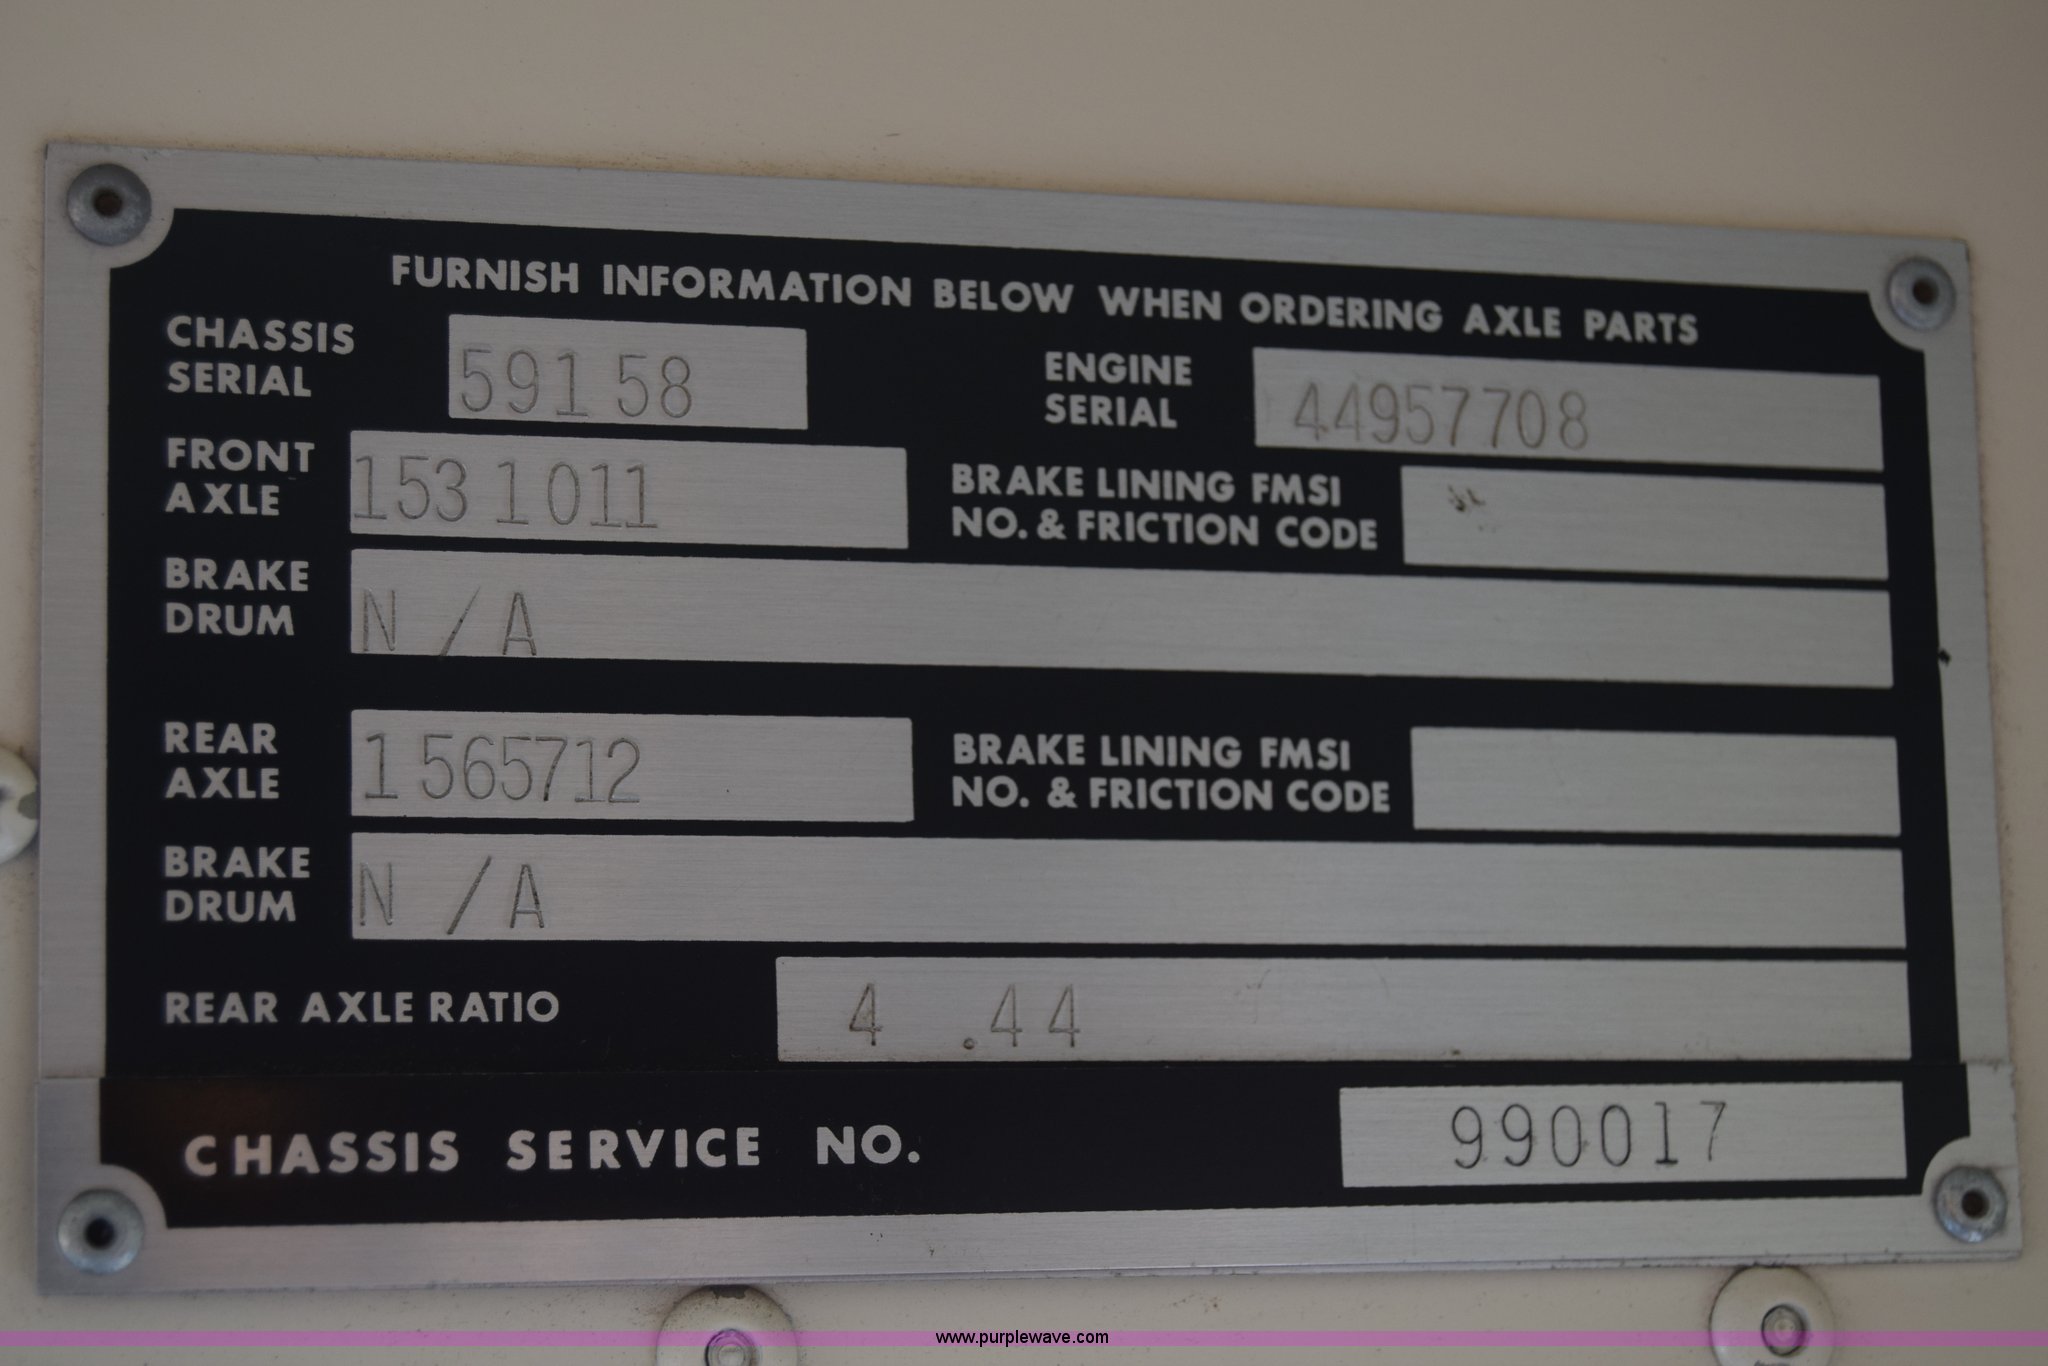 FURNISH INFORMATION BELOW WHEN ORDERING AXLE PARTS
CHASSIS SERIAL 59158
ENGINE SERIAL 44957708
FRONT AXLE 1531011
BRAKE LINING FMSI NO. & FRICTION CODE
BRAKE DRUM N/A
REAR AXLE 1565712
BRAKE LINING FMSI NO. & FRICTION CODE
BRAKE DRUM N/A
REAR AXLE RATIO 4.44
CHASSIS SERVICE NO. 990017
www.purplewave.com